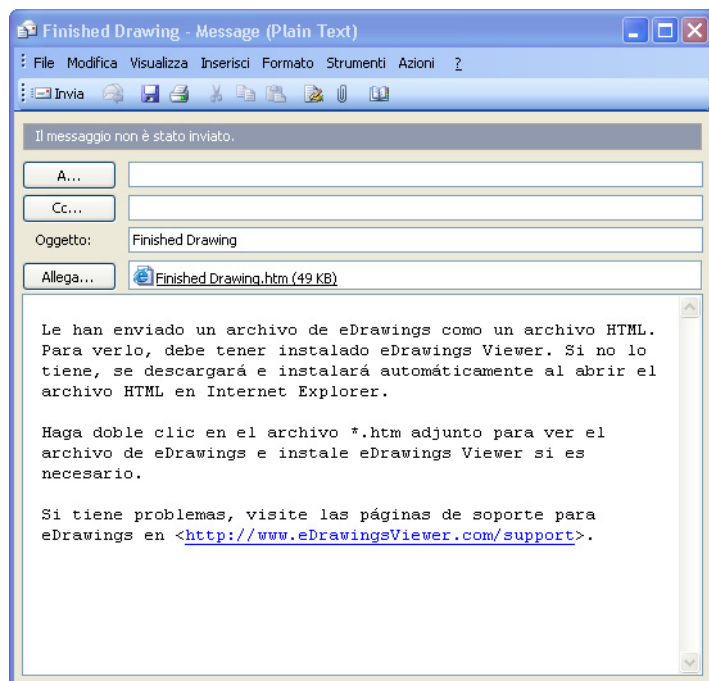 Finished Drawing - Message (Plain Text)
File Modifica Visualizza Inserisci Formato Strumenti Azioni ?
Invia
Il messaggio non è stato inviato.
A...
Cc...
Oggetto: Finished Drawing
Allega... Finished Drawing.htm (49 KB)
Le han enviado un archivo de eDrawings como un archivo HTML.
Para verlo, debe tener instalado eDrawings Viewer. Si no lo
tiene, se descargará e instalará automáticamente al abrir el
archivo HTML en Internet Explorer.
Haga doble clic en el archivo *.htm adjunto para ver el
archivo de eDrawings e instale eDrawings Viewer si es
necesario.
Si tiene problemas, visite las páginas de soporte para
eDrawings en <http://www.eDrawingsViewer.com/support>.